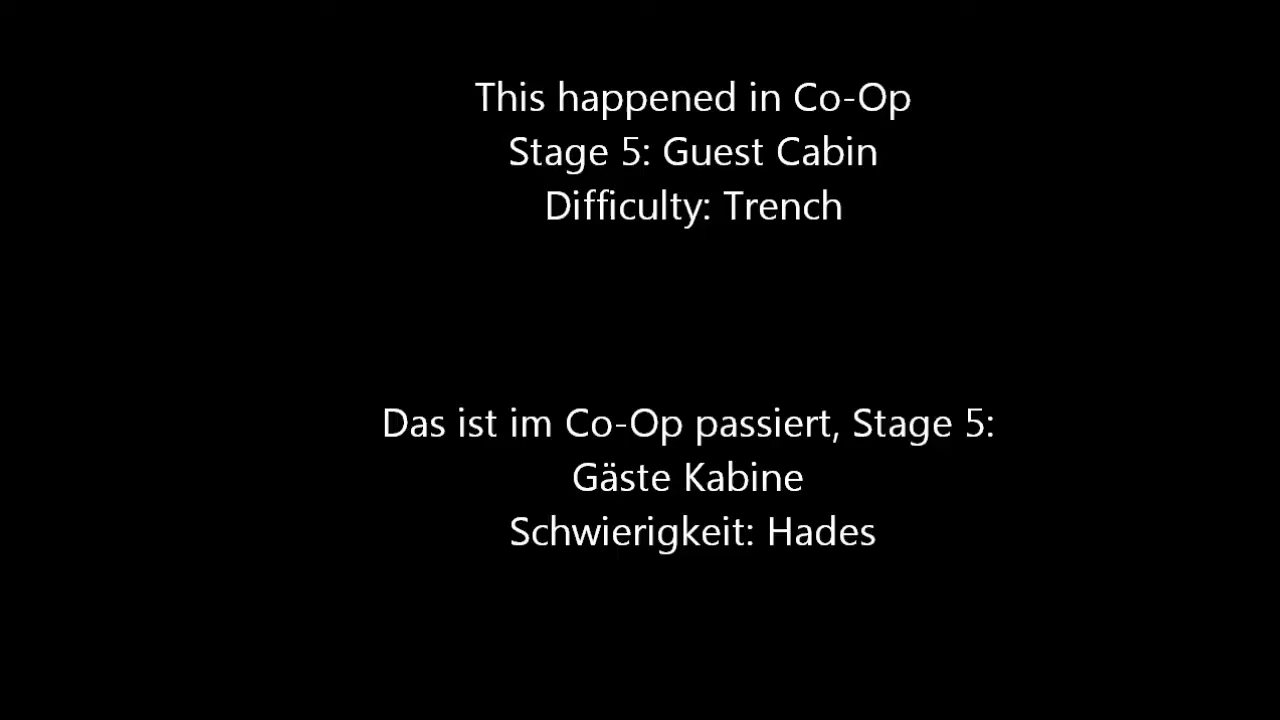 This happened in Co-Op
Stage 5: Guest Cabin
Difficulty: Trench
Das ist im Co-Op passiert, Stage 5:
Gäste Kabine
Schwierigkeit: Hades